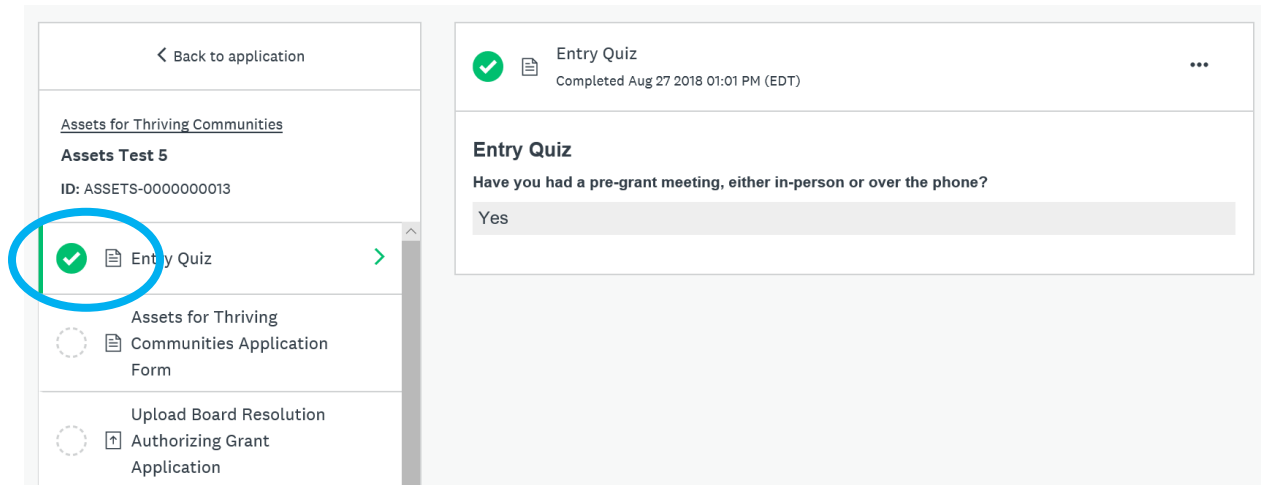 Back to application
Assets for Thriving Communities
Assets Test 5
ID: ASSETS-0000000013
Entry Quiz
Assets for Thriving
Communities Application
Form
Upload Board Resolution
Authorizing Grant
Application
Entry Quiz
Completed Aug 27 2018 01:01 PM (EDT)
Entry Quiz
Have you had a pre-grant meeting, either in-person or over the phone?
Yes